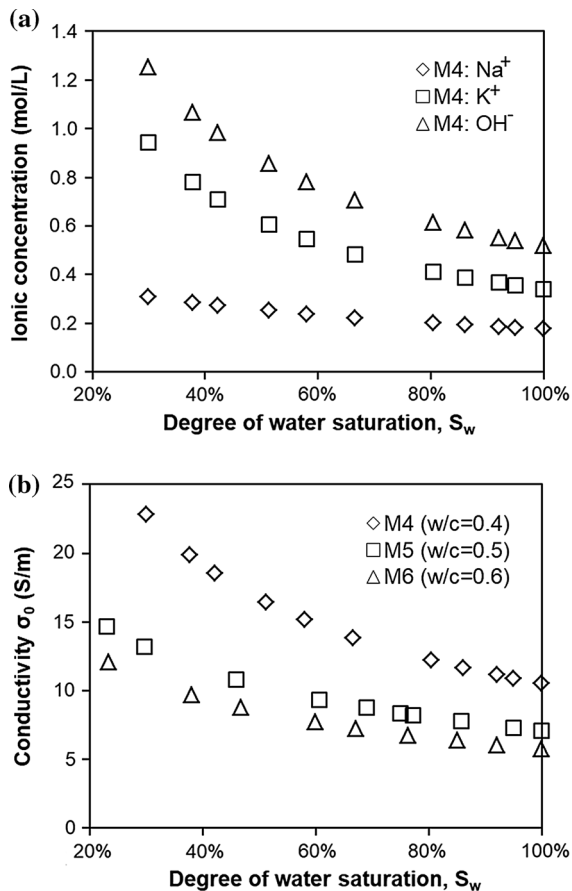 (a)
1.4
1.2
1.0
0.8
0.6
0.4
0.2
0.0
Ionic concentration (mol/L)
M4: Na⁺
M4: K⁺
M4: OH⁻
20%
40%
60%
80%
100%
Degree of water saturation, Sw
(b)
25
20
15
10
5
0
Conductivity σ₀ (S/m)
M4 (w/c=0.4)
M5 (w/c=0.5)
M6 (w/c=0.6)
20%
40%
60%
80%
100%
Degree of water saturation, Sw